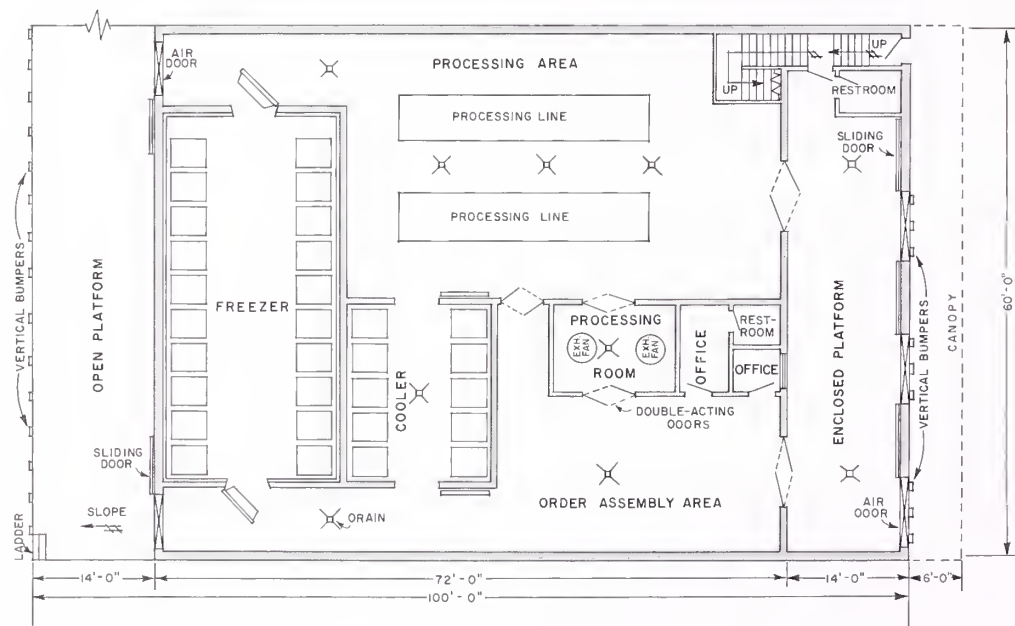 AIR
DOOR
PROCESSING AREA
UP
UP
RESTROOM
PROCESSING LINE
SLIDING
DOOR
PROCESSING LINE
VERTICAL BUMPERS
OPEN PLATFORM
FREEZER
COOLER
PROCESSING
EXH.
FAN
EXH.
FAN
ROOM
OFFICE
REST-
ROOM
OFFICE
ENCLOSED PLATFORM
VERTICAL BUMPERS
CANOPY
60'-0"
DOUBLE-ACTING
OOORS
SLIDING
DOOR
ORDER ASSEMBLY AREA
AIR
OOOR
SLOPE
ORAIN
LADDER
14'-0"
72'-0"
14'-0"
6'-0"
100'-0"